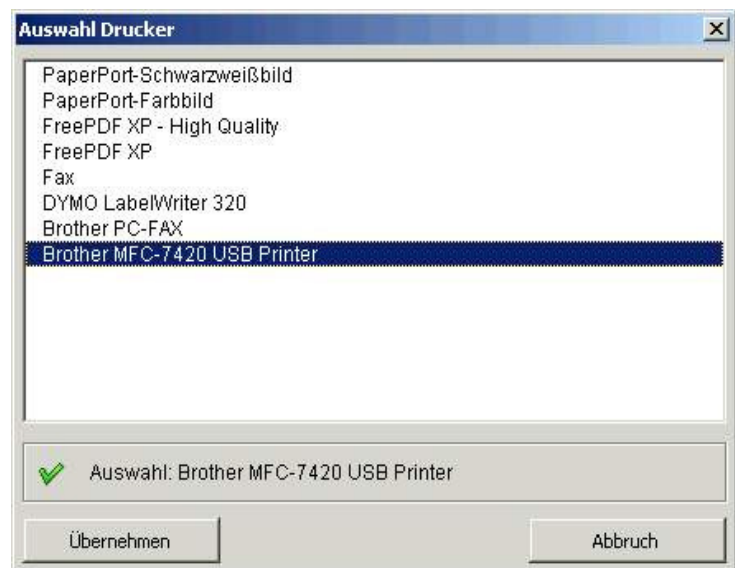 Auswahl Drucker
PaperPort-Schwarzweißbild
PaperPort-Farbbild
FreePDF XP - High Quality
FreePDF XP
Fax
DYMO LabelWriter 320
Brother PC-FAX
Brother MFC-7420 USB Printer
Auswahl: Brother MFC-7420 USB Printer
Übernehmen Abbruch